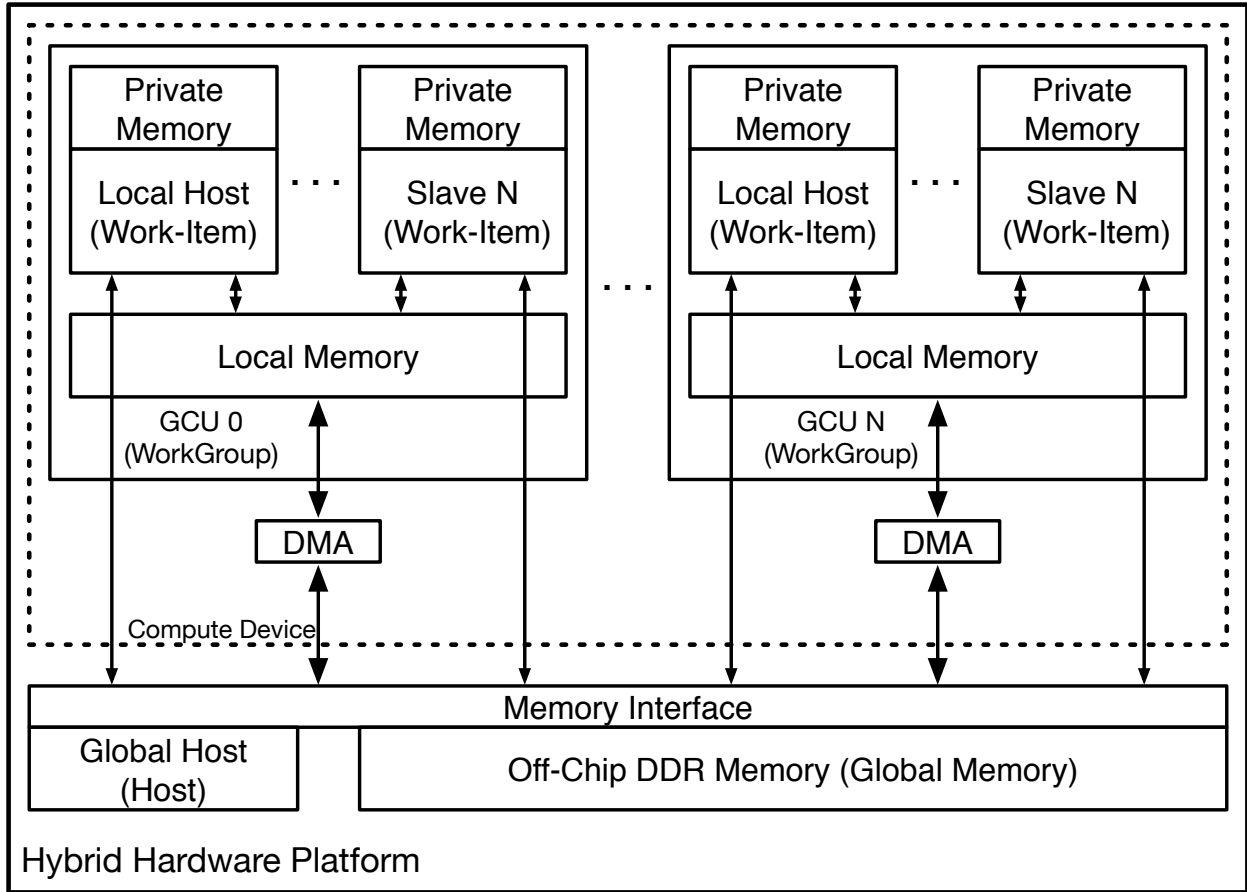 Private
Memory
Local Host
(Work-Item)
. . .
Private
Memory
Slave N
(Work-Item)
Local Memory
GCU 0
(WorkGroup)
DMA
. . .
Private
Memory
Local Host
(Work-Item)
. . .
Private
Memory
Slave N
(Work-Item)
Local Memory
GCU N
(WorkGroup)
DMA
Compute Device
Memory Interface
Global Host
(Host)
Off-Chip DDR Memory (Global Memory)
Hybrid Hardware Platform